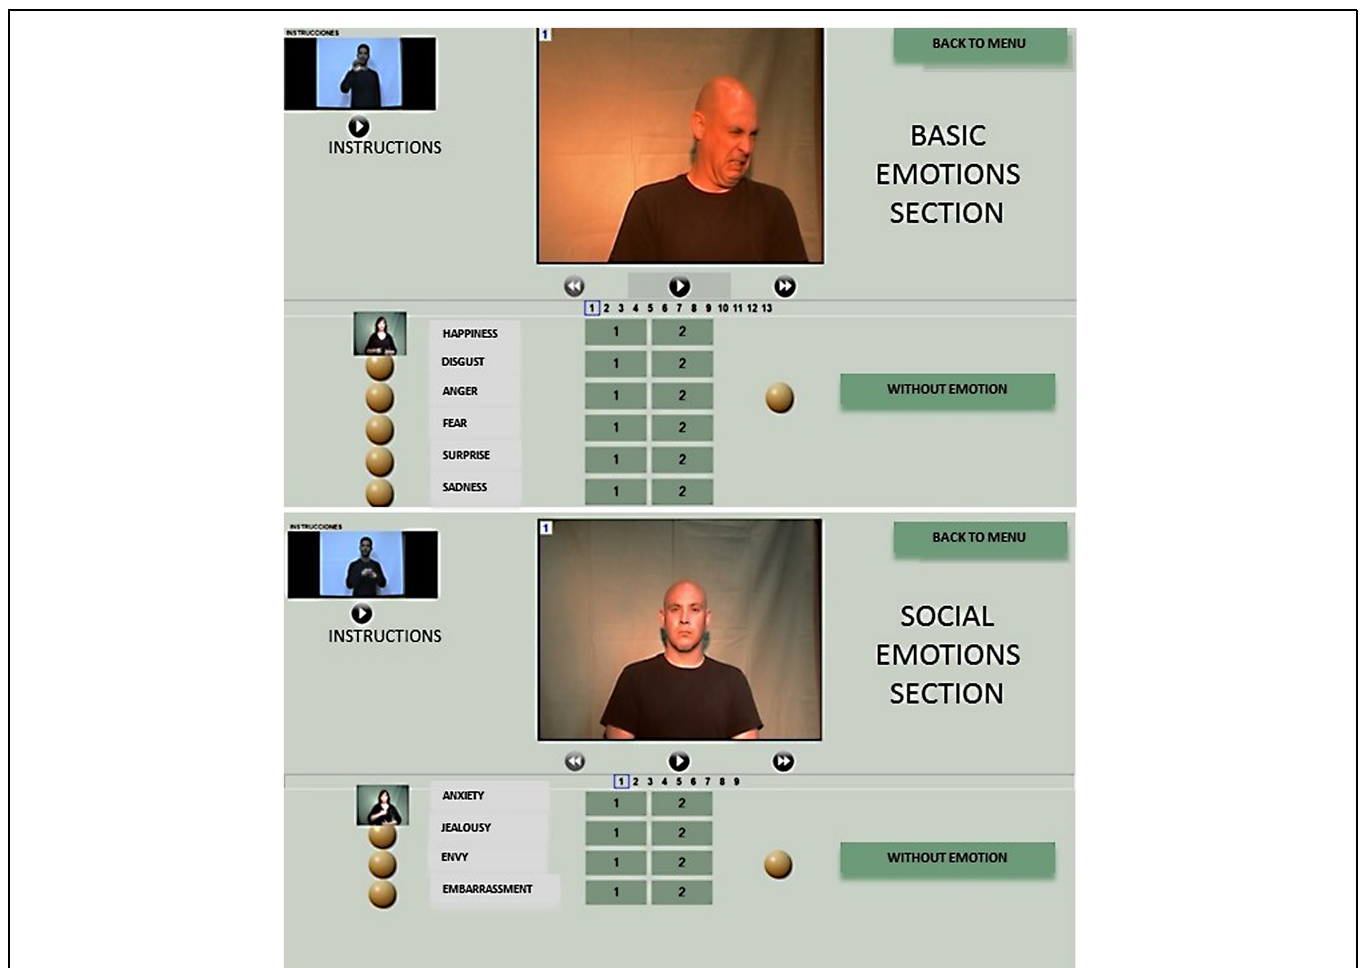 INSTRUCCIONES
1
BACK TO MENU
INSTRUCTIONS
BASIC
EMOTIONS
SECTION
1 2 3 4 5 6 7 8 9 10 11 12 13
HAPPINESS 1 2
DISGUST 1 2
ANGER 1 2
WITHOUT EMOTION
FEAR 1 2
SURPRISE 1 2
SADNESS 1 2
INSTRUCCIONES
1
BACK TO MENU
INSTRUCTIONS
SOCIAL
EMOTIONS
SECTION
1 2 3 4 5 6 7 8 9
ANXIETY 1 2
JEALOUSY 1 2
ENVY 1 2
WITHOUT EMOTION
EMBARRASSMENT 1 2